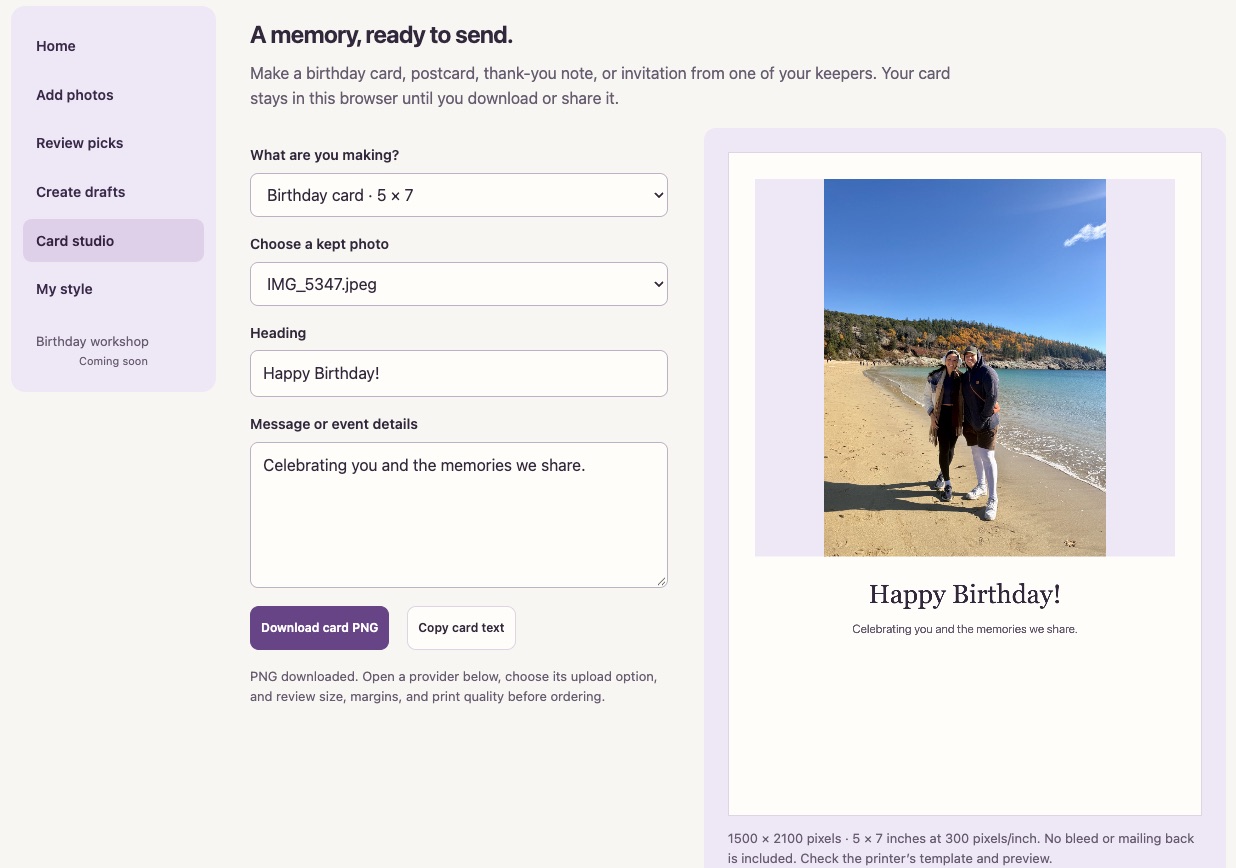 Home
Add photos
Review picks
Create drafts
Card studio
My style
Birthday workshop
Coming soon
A memory, ready to send.
Make a birthday card, postcard, thank-you note, or invitation from one of your keepers. Your card
stays in this browser until you download or share it.
What are you making?
Birthday card · 5 × 7
Choose a kept photo
IMG_5347.jpeg
Heading
Happy Birthday!
Message or event details
Celebrating you and the memories we share.
Download card PNG
Copy card text
PNG downloaded. Open a provider below, choose its upload option,
and review size, margins, and print quality before ordering.
Happy Birthday!
Celebrating you and the memories we share.
1500 × 2100 pixels · 5 × 7 inches at 300 pixels/inch. No bleed or mailing back
is included. Check the printer’s template and preview.